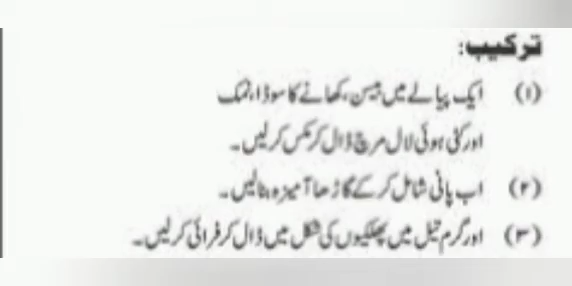 ترکیب:
(۱) ایک پیالے میں بیسن، کھانے کا سوڈا، نمک
اور کٹی ہوئی لال مرچ ڈال کر مکس کر لیں۔
(۲) اب پانی شامل کر کے گاڑھا آمیزہ بنالیں۔
(۳) اور گرم تیل میں پھلکیوں کی شکل میں ڈال کر فرائی کر لیں۔